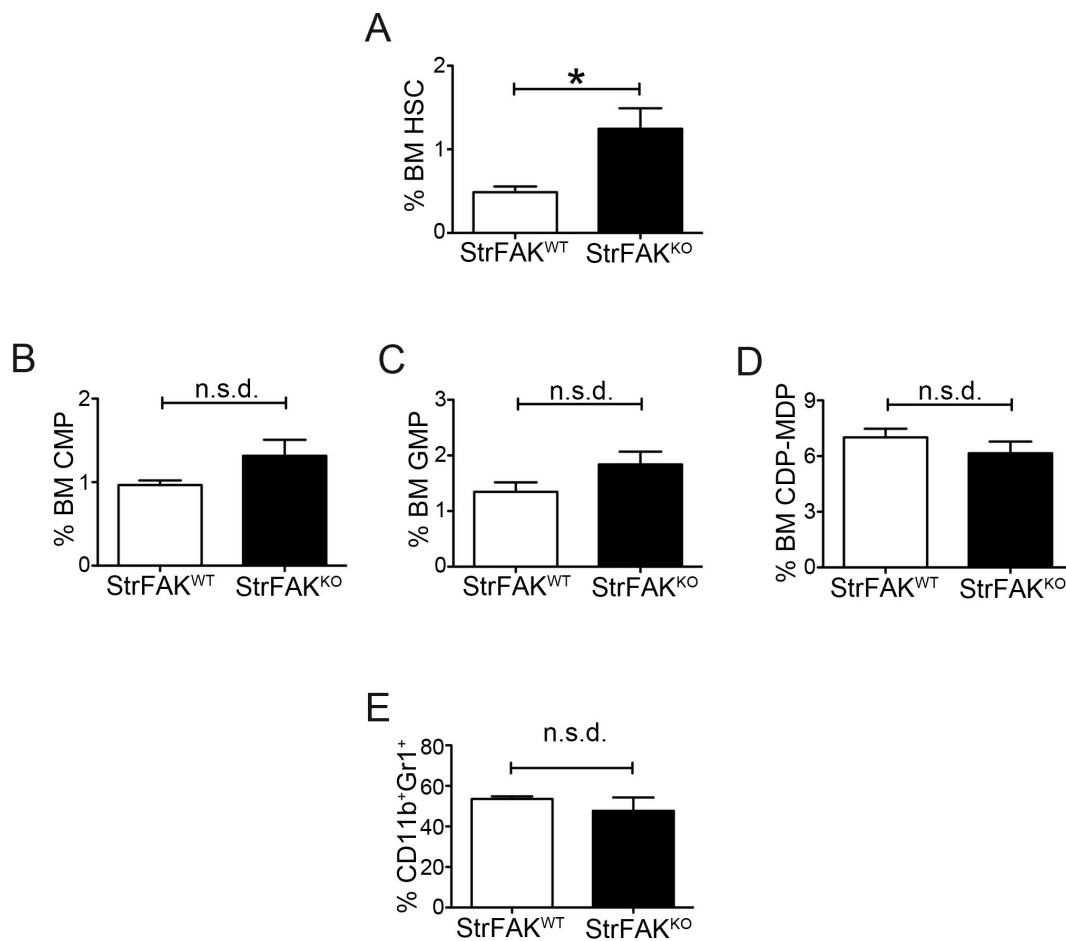 A
2
*
1
0
% BM HSC
StrFAK^WT StrFAK^KO
B
2
n.s.d.
1
0
% BM CMP
StrFAK^WT StrFAK^KO
C
3
n.s.d.
2
1
0
% BM GMP
StrFAK^WT StrFAK^KO
D
9
n.s.d.
6
3
0
% BM CDP-MDP
StrFAK^WT StrFAK^KO
E
80
n.s.d.
60
40
20
0
% CD11b⁺Gr1⁺
StrFAK^WT StrFAK^KO